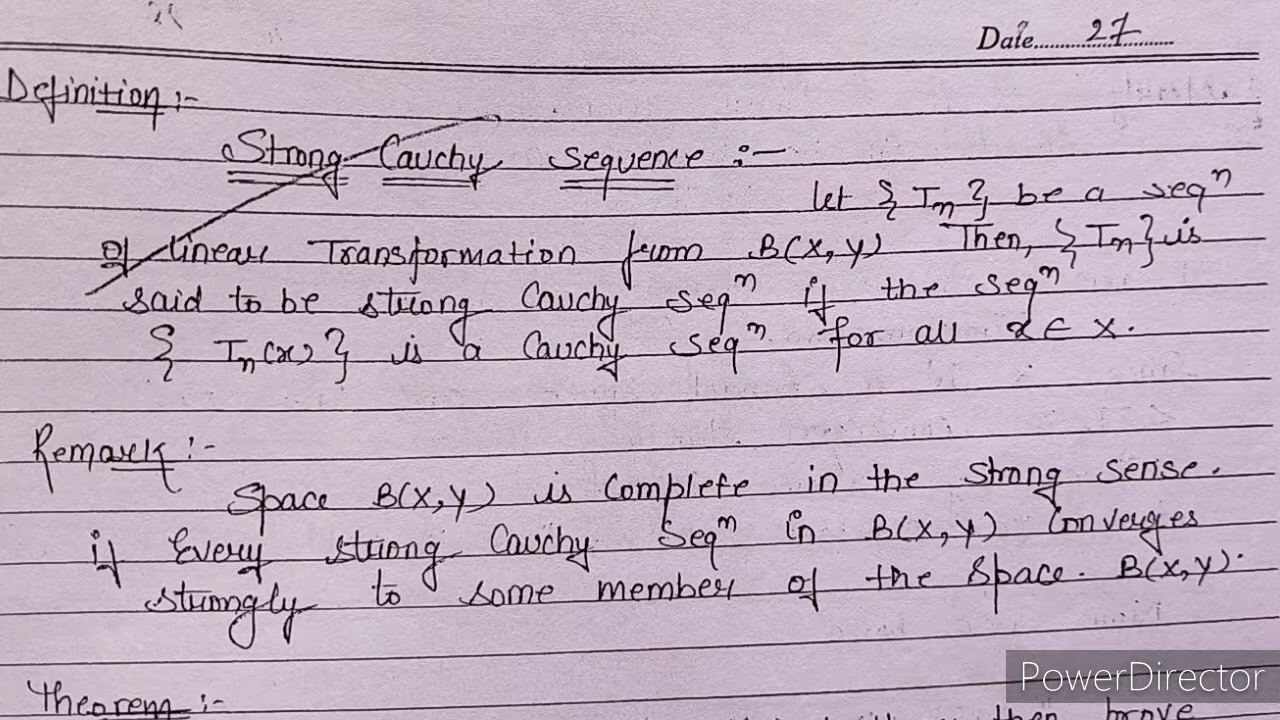 Date........27........
Definition :-
Strong Cauchy Sequence :-
let { Tn } be a seqⁿ
of linear Transformation from B(X, Y) Then, { Tn } is
said to be strong Cauchy seqⁿ if the seqⁿ
{ Tn(x) } is a Cauchy seqⁿ for all x ∈ X.
Remark :-
Space B(X, Y) is Complete in the Strong Sense.
if Every strong Cauchy Seqⁿ in B(X, Y) Converges
strongly to some member of the Space. B(X, Y).
Theorem :-
then prove
PowerDirector